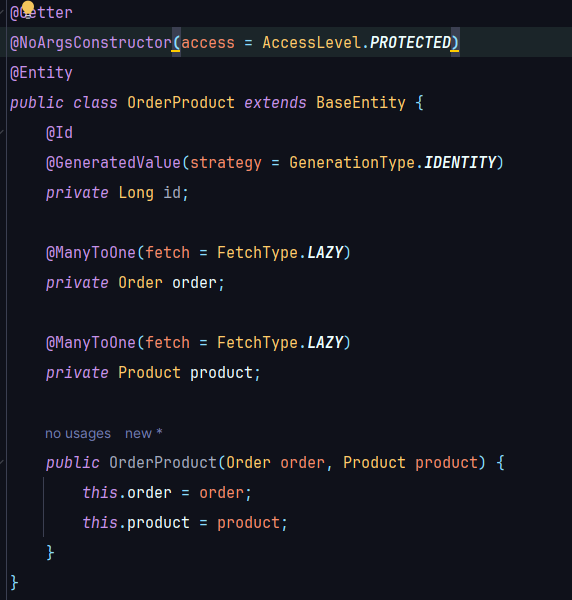 @Getter
@NoArgsConstructor(access = AccessLevel.PROTECTED)
@Entity
public class OrderProduct extends BaseEntity {
@Id
@GeneratedValue(strategy = GenerationType.IDENTITY)
private Long id;
@ManyToOne(fetch = FetchType.LAZY)
private Order order;
@ManyToOne(fetch = FetchType.LAZY)
private Product product;
no usages new *
public OrderProduct(Order order, Product product) {
this.order = order;
this.product = product;
}
}